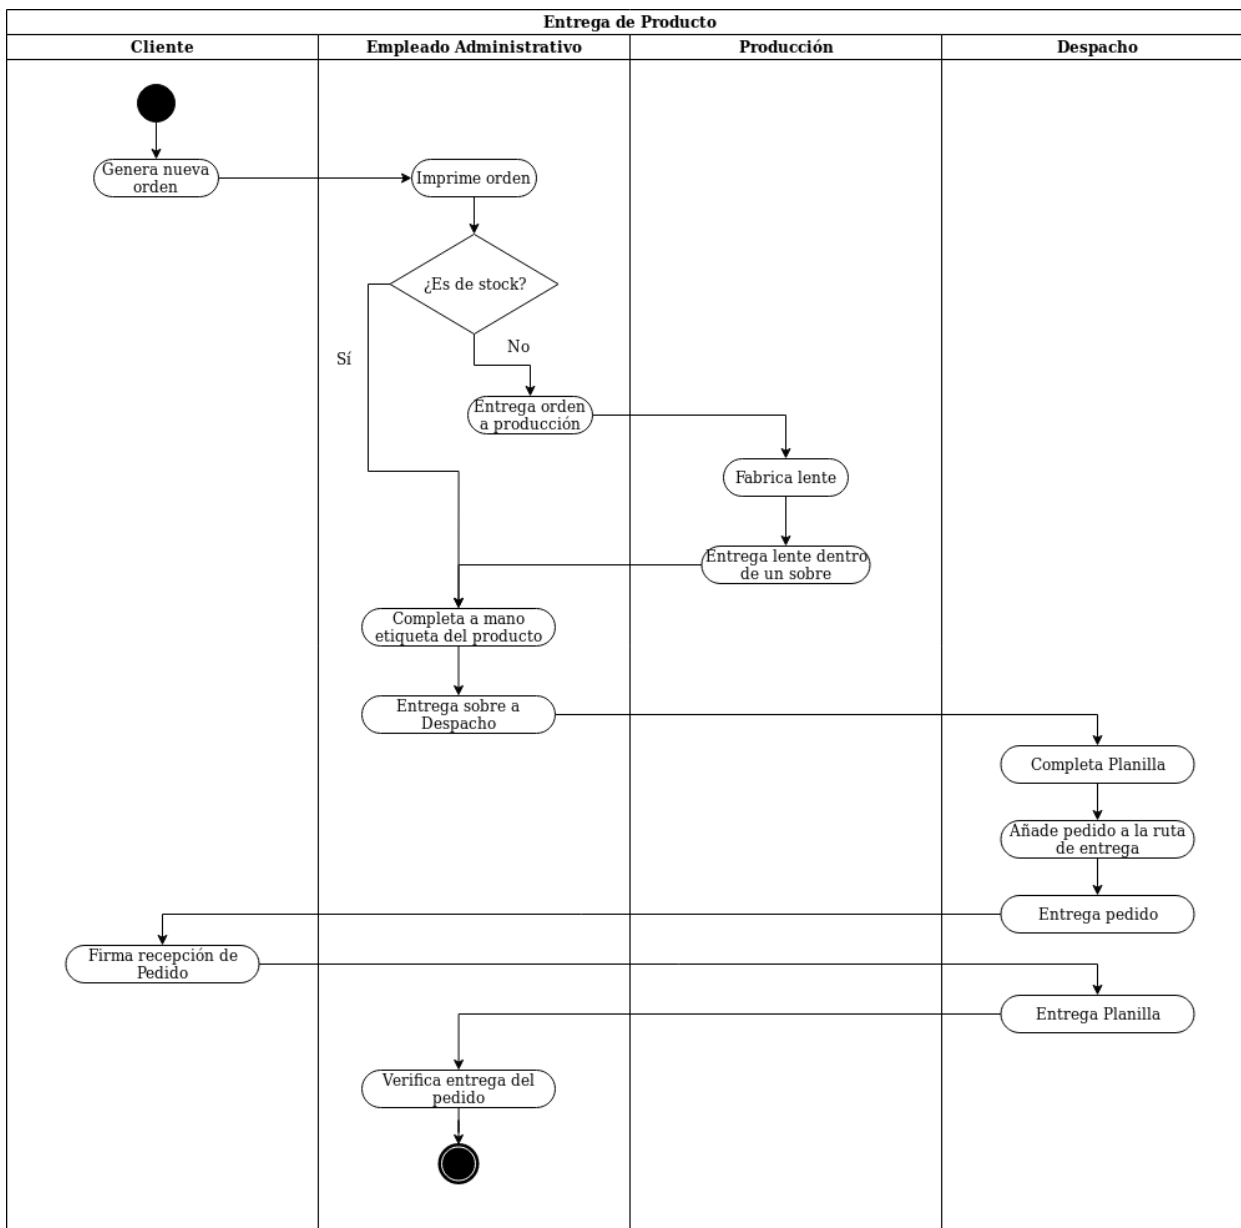 Entrega de Producto
Cliente
Empleado Administrativo
Producción
Despacho
Genera nueva
orden
Imprime orden
¿Es de stock?
Sí
No
Entrega orden
a producción
Fabrica lente
Entrega lente dentro
de un sobre
Completa a mano
etiqueta del producto
Entrega sobre a
Despacho
Completa Planilla
Añade pedido a la ruta
de entrega
Entrega pedido
Firma recepción de
Pedido
Entrega Planilla
Verifica entrega del
pedido